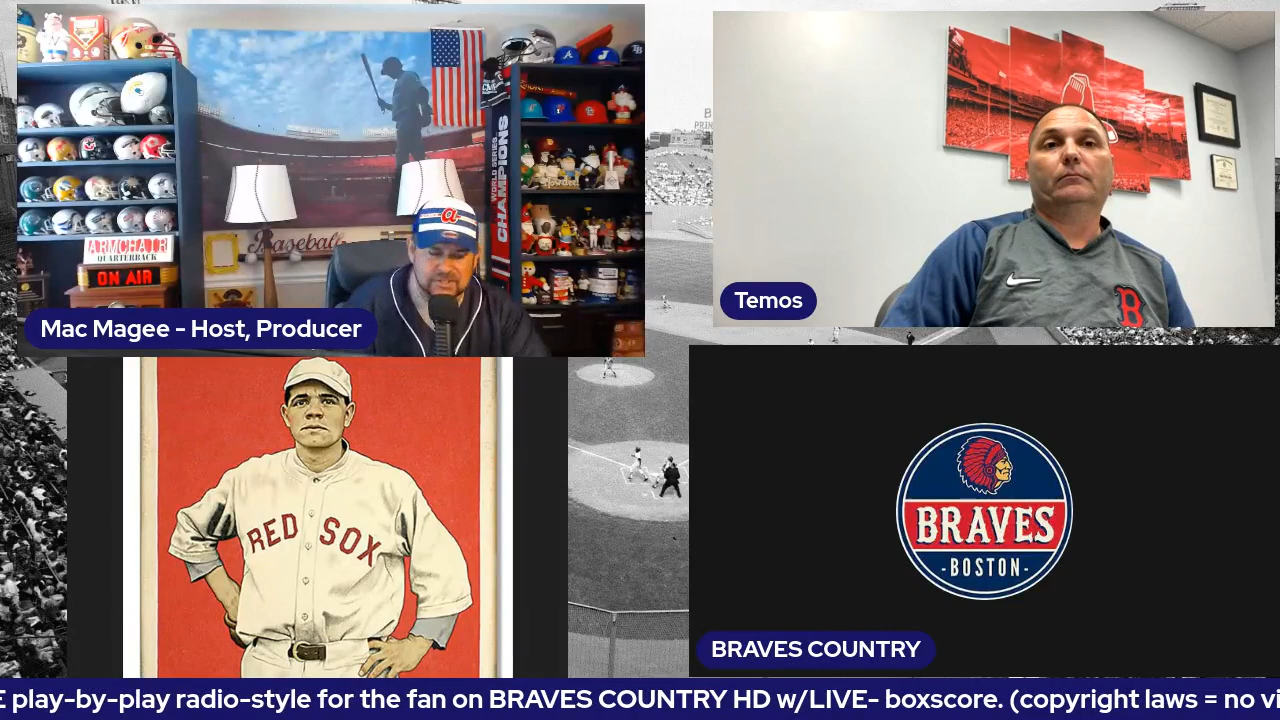 WORLD SERIES
CHAMPIONS
Baseball
ARMCHAIR
QUARTERBACK
ON AIR
Mac Magee - Host, Producer
B
Temos
RED SOX
BRAVES
-BOSTON-
BRAVES COUNTRY
E play-by-play radio-style for the fan on BRAVES COUNTRY HD w/LIVE- boxscore. (copyright laws = no vi